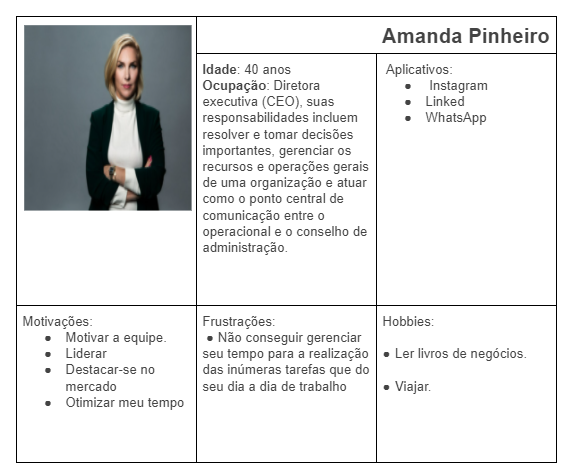 Amanda Pinheiro
Idade: 40 anos
Ocupação: Diretora
executiva (CEO), suas
responsabilidades incluem
resolver e tomar decisões
importantes, gerenciar os
recursos e operações gerais
de uma organização e atuar
como o ponto central de
comunicação entre o
operacional e o conselho de
administração.
Aplicativos:
● Instagram
● Linked
● WhatsApp
Motivações:
● Motivar a equipe.
● Liderar
● Destacar-se no
mercado
● Otimizar meu tempo
Frustrações:
● Não conseguir gerenciar
seu tempo para a realização
das inúmeras tarefas que do
seu dia a dia de trabalho
Hobbies:
● Ler livros de negócios.
● Viajar.